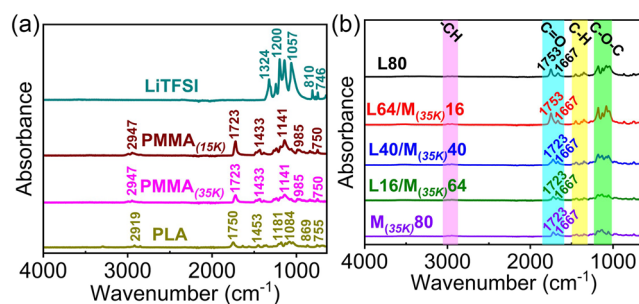 (a)
Absorbance
LiTFSI
1324
1200
1057
810
746
PMMA(15K)
2947
1723
1433
1141
985
750
PMMA(35K)
2947
1723
1433
1141
985
750
PLA
2919
1750
1453
1181
1084
869
755
4000 3000 2000 1000
Wavenumber (cm-1)
(b)
Absorbance
-CH
C=O
C-H
C-O-C
L80
1753
1667
L64/M(35K)16
1753
1667
L40/M(35K)40
1723
1667
L16/M(35K)64
1723
1667
M(35K)80
1723
1667
4000 3000 2000 1000
Wavenumber (cm-1)